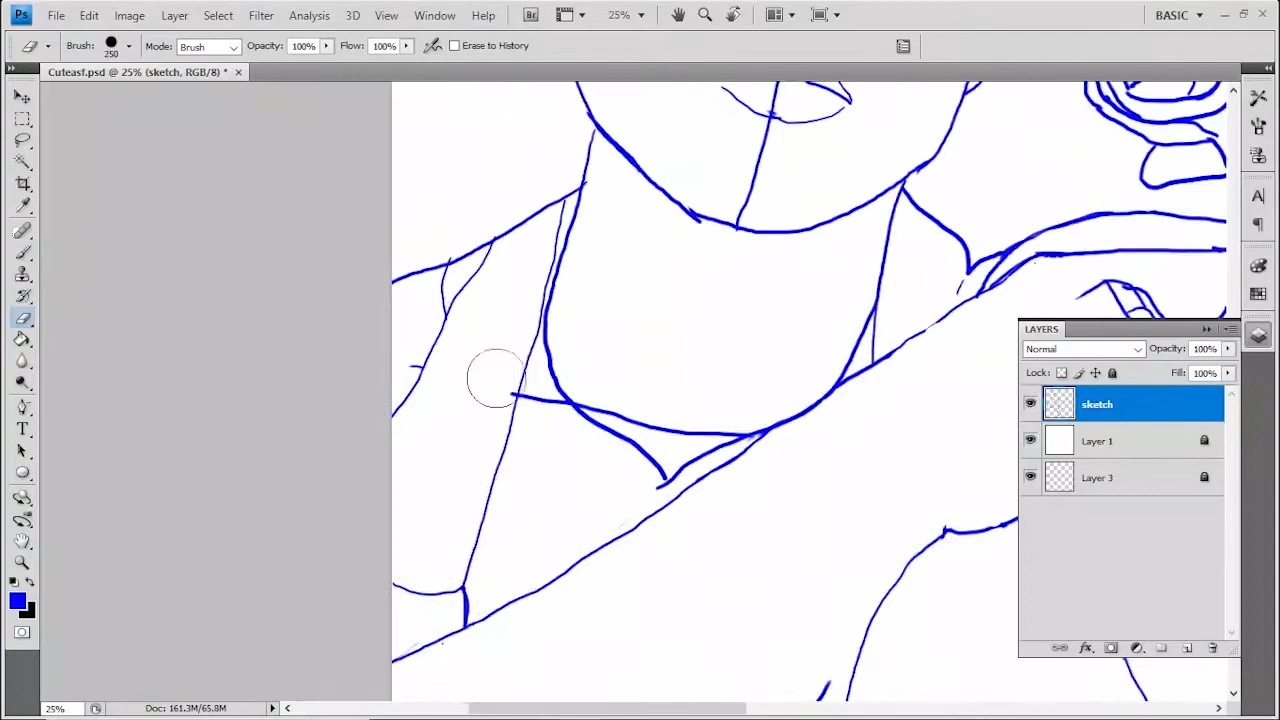 Ps File Edit Image Layer Select Filter Analysis 3D View Window Help Br 25% BASIC
Brush: 250 Mode: Brush Opacity: 100% Flow: 100% Erase to History
Cuteasf.psd @ 25% (sketch, RGB/8) *
LAYERS
Normal Opacity: 100%
Lock: Fill: 100%
sketch
Layer 1
Layer 3
fx
25% Doc: 161.3M/65.8M